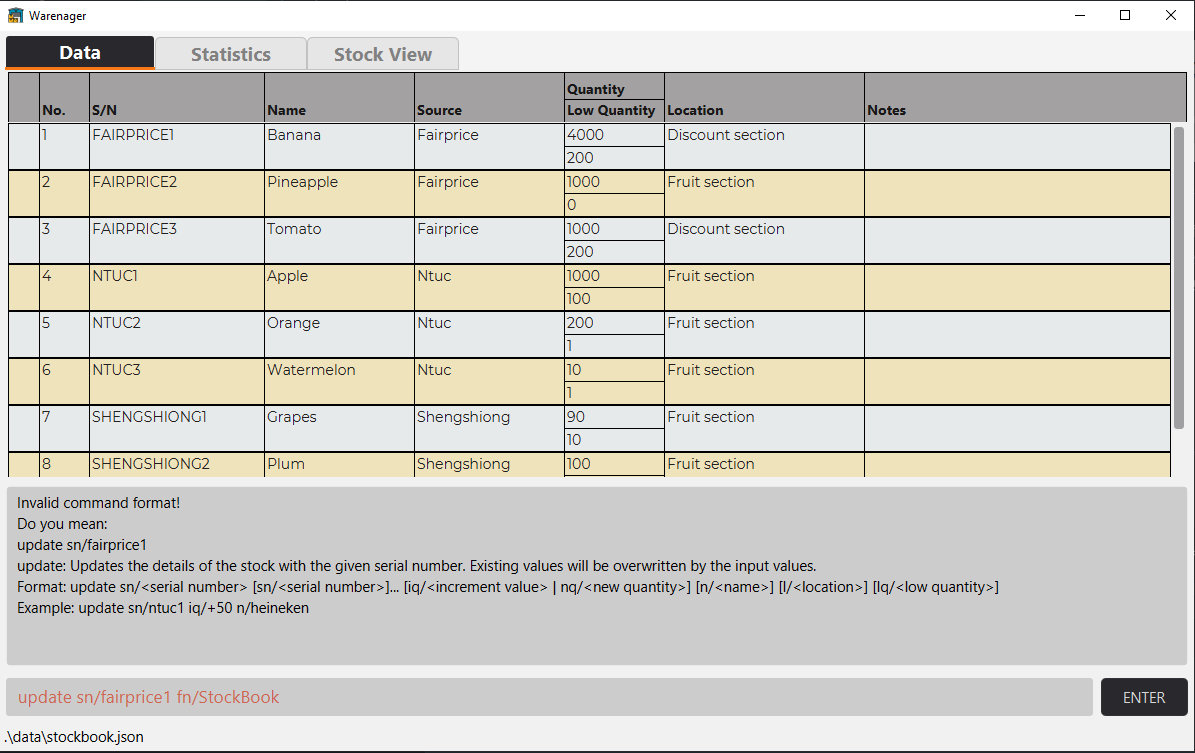 Warenager
Data Statistics Stock View
No. S/N Name Source Quantity Low Quantity Location Notes
1 FAIRPRICE1 Banana Fairprice 4000 Discount section
200
2 FAIRPRICE2 Pineapple Fairprice 1000 Fruit section
0
3 FAIRPRICE3 Tomato Fairprice 1000 Discount section
200
4 NTUC1 Apple Ntuc 1000 Fruit section
100
5 NTUC2 Orange Ntuc 200 Fruit section
1
6 NTUC3 Watermelon Ntuc 10 Fruit section
1
7 SHENGSHIONG1 Grapes Shengshiong 90 Fruit section
10
8 SHENGSHIONG2 Plum Shengshiong 100 Fruit section
Invalid command format!
Do you mean:
update sn/fairprice1
update: Updates the details of the stock with the given serial number. Existing values will be overwritten by the input values.
Format: update sn/<serial number> [sn/<serial number>]... [iq/<increment value> | nq/<new quantity>] [n/<name>] [l/<location>] [lq/<low quantity>]
Example: update sn/ntuc1 iq/+50 n/heineken
update sn/fairprice1 fn/StockBook
ENTER
.\data\stockbook.json